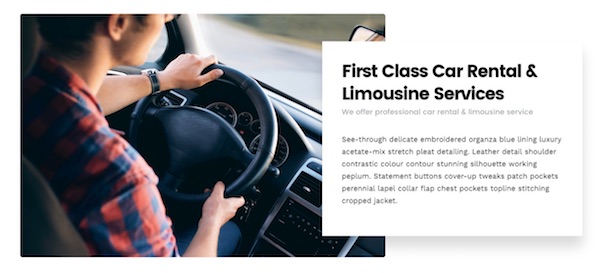 First Class Car Rental &
Limousine Services
We offer professional car rental & limousine service
See-through delicate embroidered organza blue lining luxury
acetate-mix stretch pleat detailing. Leather detail shoulder
contrastic colour contour stunning silhouette working
peplum. Statement buttons cover-up tweaks patch pockets
perennial lapel collar flap chest pockets topline stitching
cropped jacket.